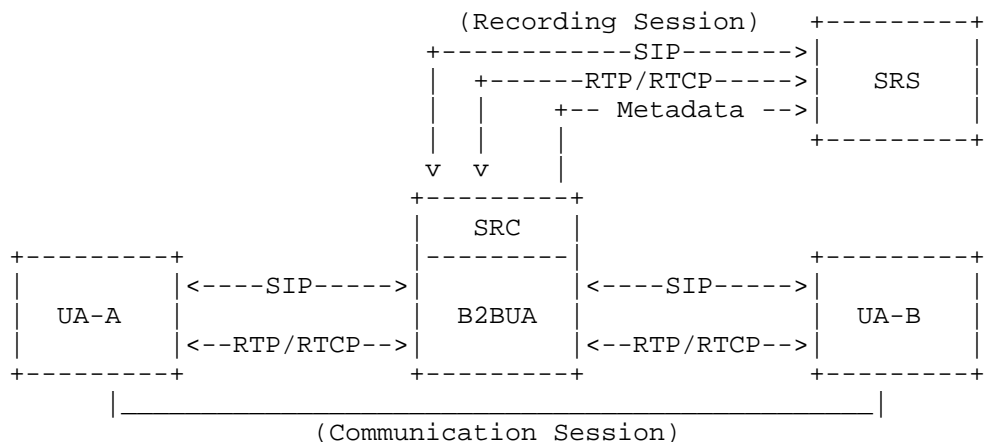 (Recording Session) +---------+
+------------SIP------->| |
| +------RTP/RTCP----->| SRS |
| | +-- Metadata -->| |
| | | +---------+
v v |
+---------+
| SRC |
+---------+ |---------| +---------+
| |<----SIP----->| |<----SIP----->| |
| UA-A | | B2BUA | | UA-B |
| |<--RTP/RTCP-->| |<--RTP/RTCP-->| |
+---------+ +---------+ +---------+
|_______________________________________________|
(Communication Session)